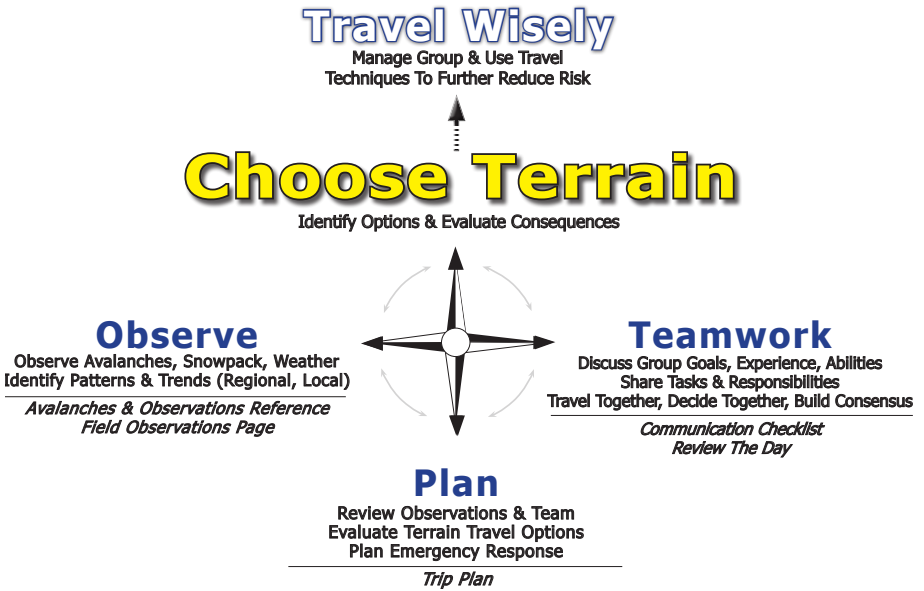 Travel Wisely
Manage Group & Use Travel
Techniques To Further Reduce Risk
Choose Terrain
Identify Options & Evaluate Consequences
Observe
Observe Avalanches, Snowpack, Weather
Identify Patterns & Trends (Regional, Local)
Avalanches & Observations Reference
Field Observations Page
Teamwork
Discuss Group Goals, Experience, Abilities
Share Tasks & Responsibilities
Travel Together, Decide Together, Build Consensus
Communication Checklist
Review The Day
Plan
Review Observations & Team
Evaluate Terrain Travel Options
Plan Emergency Response
Trip Plan